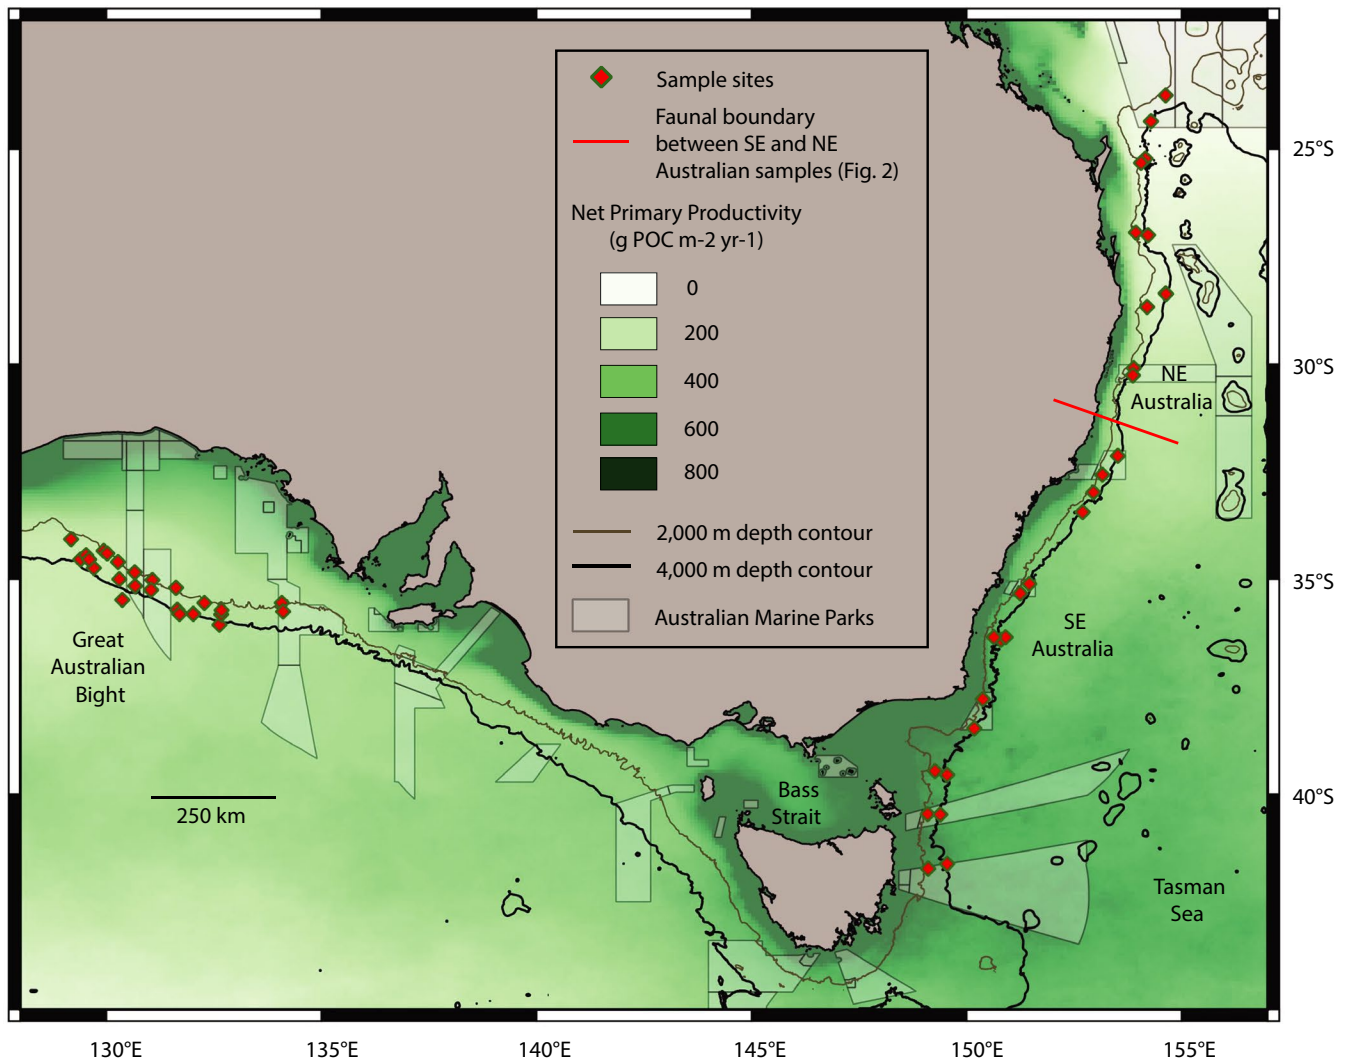 Sample sites
Faunal boundary
between SE and NE
Australian samples (Fig. 2)
Net Primary Productivity
(g POC m-2 yr-1)
0
200
400
600
800
2,000 m depth contour
4,000 m depth contour
Australian Marine Parks
25°S
30°S
35°S
40°S
NE
Australia
SE
Australia
Great
Australian
Bight
250 km
Bass
Strait
Tasman
Sea
130°E
135°E
140°E
145°E
150°E
155°E